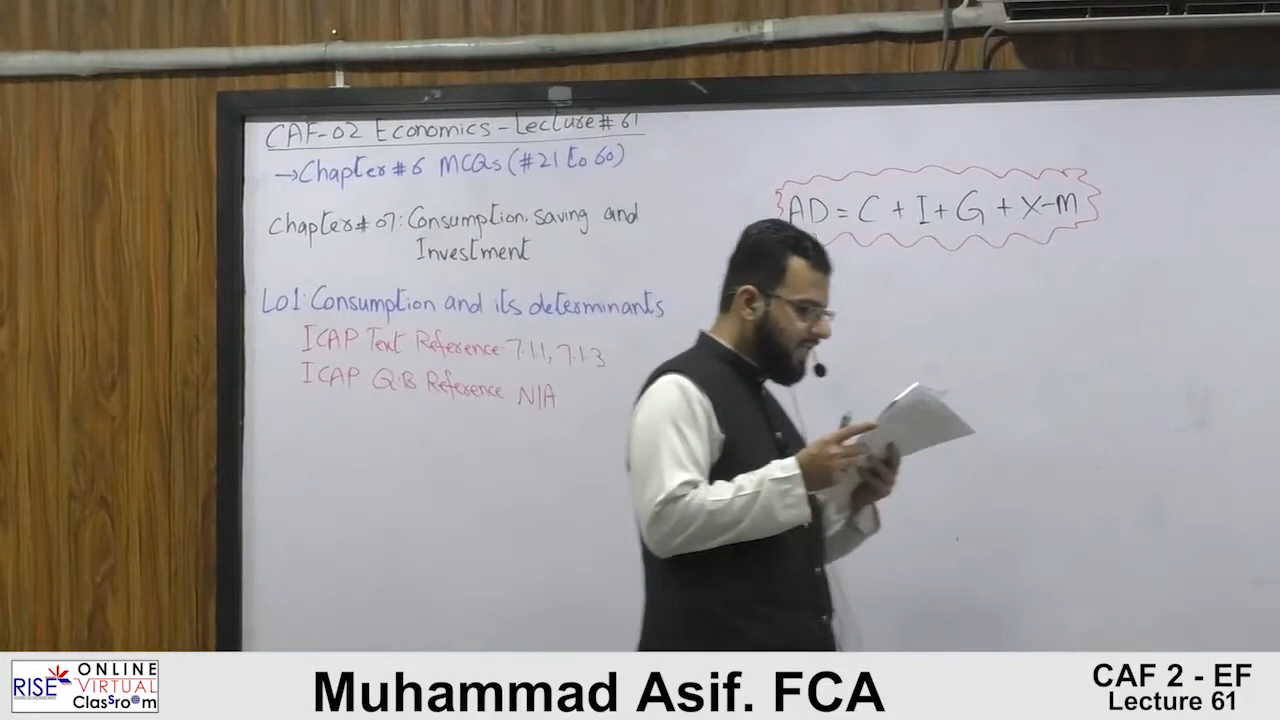 CAF-02 Economics - Lecture # 61
→ Chapter # 6 MCQs (# 21 to 60)
Chapter # 07: Consumption, saving and
Investment
LO1: Consumption and its determinants
ICAP Text Reference 7.1.1, 7.1.3
ICAP Q.B Reference N/A
AD = C + I + G + X-M
RISE
ONLINE
VIRTUAL
Classroom
Muhammad Asif. FCA
CAF 2 - EF
Lecture 61